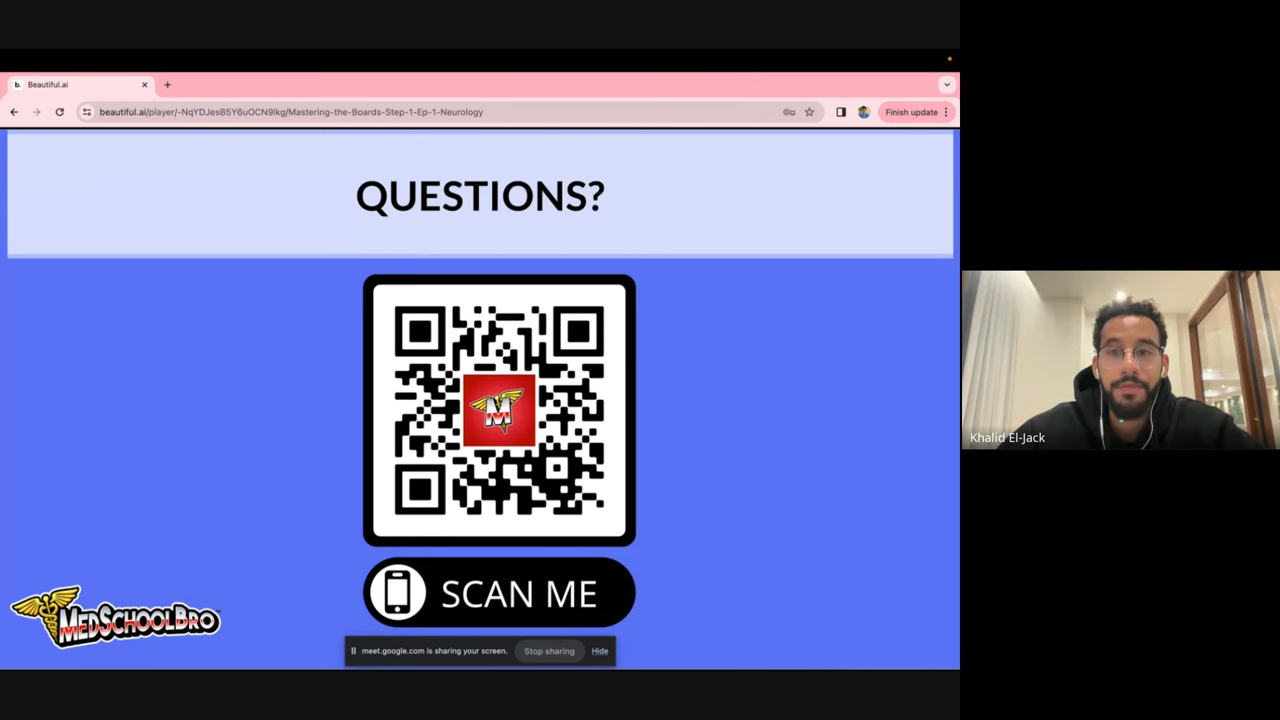 b. Beautiful.ai
beautiful.ai/player/-NqYDJesB5Y6uOCN9lkg/Mastering-the-Boards-Step-1-Ep-1-Neurology
Finish update
QUESTIONS?
M
SCAN ME
MEDSCHOOLBRO
meet.google.com is sharing your screen.
Stop sharing
Hide
Khalid El-Jack